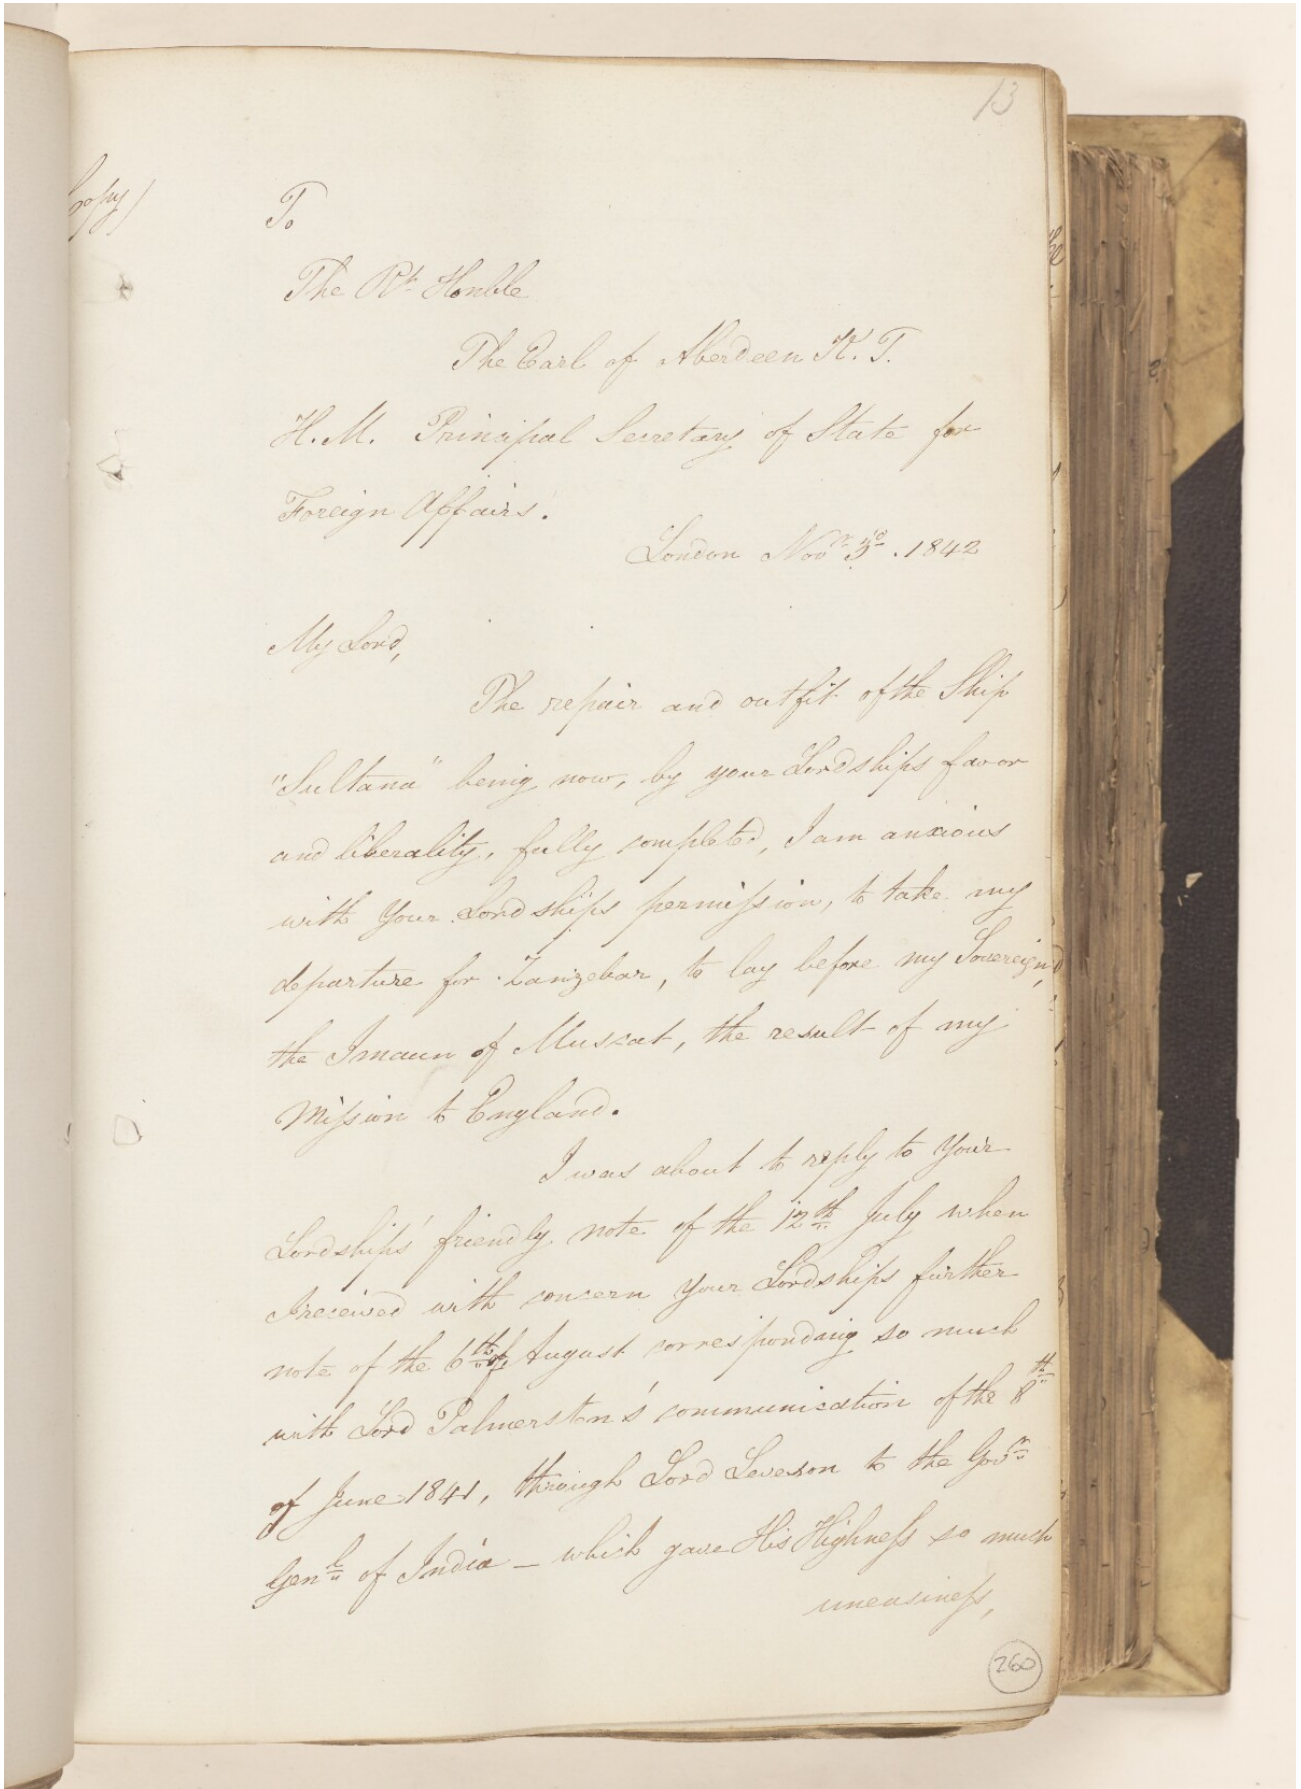 13
Copy)
To
The Rt. Honble
The Earl of Aberdeen K. T.
H. M. Principal Secretary of State for
Foreign Affairs.
London Novr. 3d. 1842
My Lord,
The repair and outfit of the Ship
"Sultana" being now, by your Lordships favor
and liberality, fully completed, I am anxious
with Your Lordships permission, to take my
departure for Zanzebar, to lay before my Sovereign,
the Imaun of Muscat, the result of my
Mission to England.
I was about to reply to Your
Lordships' friendly note of the 12th July when
I received with concern Your Lordships further
note of the 6th of August corresponding so much
with Lord Palmerston's communication of the 8th
of June 1841, through Lord Leveson to the Govr.
Genl. of India – which gave His Highness so much
uneasiness,
260